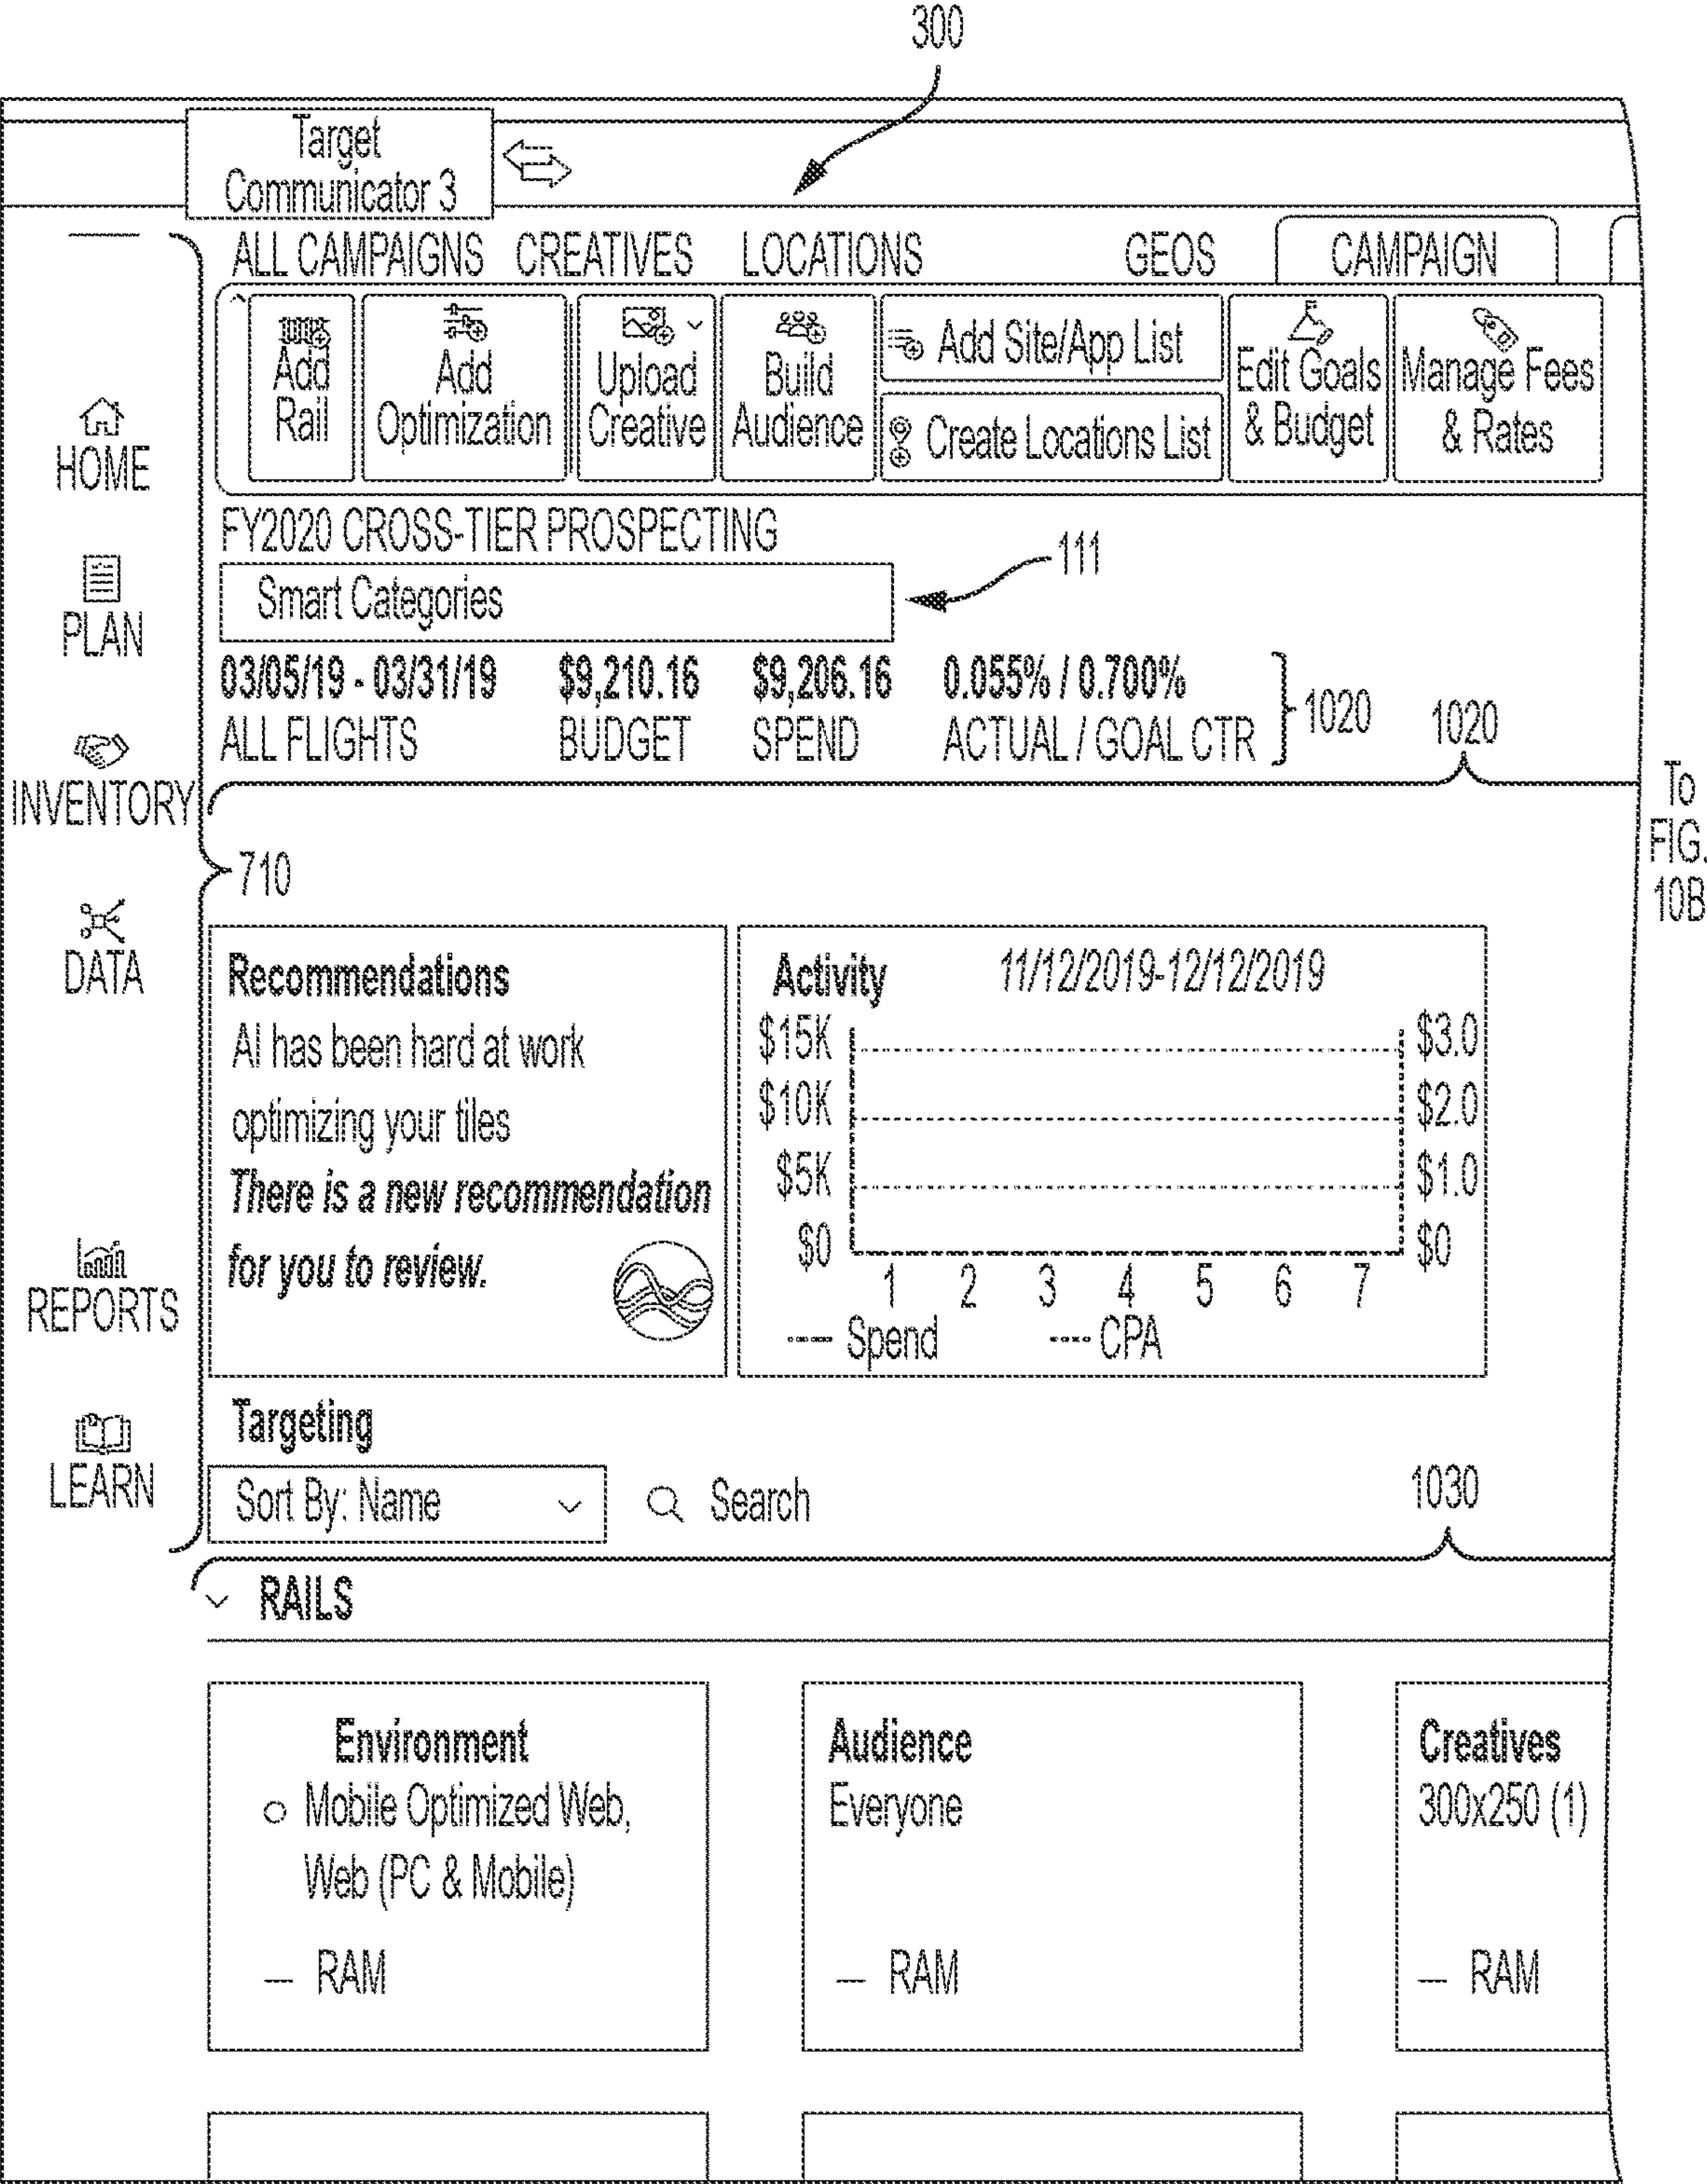 300
Target
Communicator 3
ALL CAMPAIGNS CREATIVES LOCATIONS GEOS CAMPAIGN
Add
Rail
Add
Optimization
Upload
Creative
Build
Audience
Add Site/App List
Create Locations List
Edit Goals
& Budget
Manage Fees
& Rates
HOME
PLAN
INVENTORY
DATA
REPORTS
LEARN
710
FY2020 CROSS-TIER PROSPECTING
Smart Categories
111
03/05/19 - 03/31/19 $9,210.16 $9,206.16 0.055% / 0.700%
ALL FLIGHTS BUDGET SPEND ACTUAL / GOAL CTR
1020
1020
To
FIG.
10B
Recommendations
AI has been hard at work
optimizing your tiles
There is a new recommendation
for you to review.
Activity 11/12/2019-12/12/2019
$15K $3.0
$10K $2.0
$5K $1.0
$0 $0
1 2 3 4 5 6 7
Spend CPA
Targeting
Sort By: Name Search
1030
RAILS
Environment
Mobile Optimized Web,
Web (PC & Mobile)
— RAM
Audience
Everyone
— RAM
Creatives
300x250 (1)
— RAM